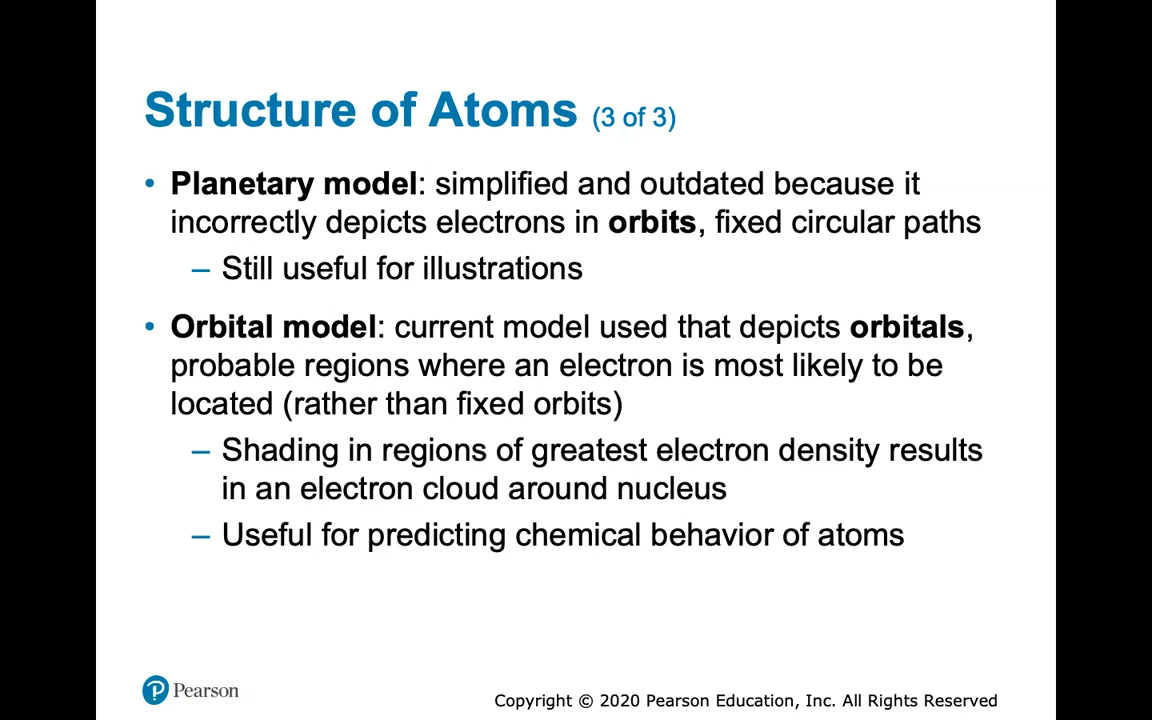 Structure of Atoms (3 of 3)
• Planetary model: simplified and outdated because it
incorrectly depicts electrons in orbits, fixed circular paths
– Still useful for illustrations
• Orbital model: current model used that depicts orbitals,
probable regions where an electron is most likely to be
located (rather than fixed orbits)
– Shading in regions of greatest electron density results
in an electron cloud around nucleus
– Useful for predicting chemical behavior of atoms
Pearson
Copyright © 2020 Pearson Education, Inc. All Rights Reserved